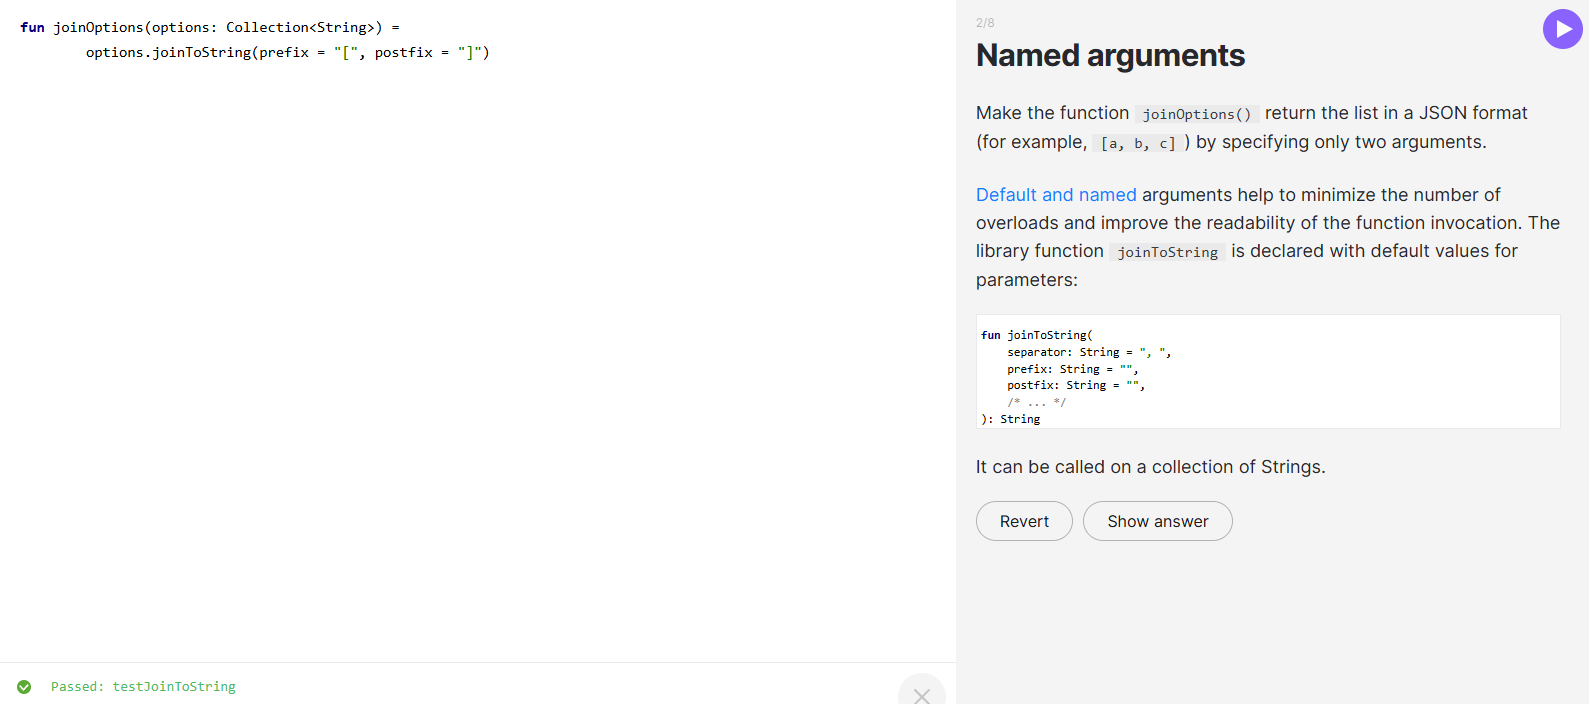 fun joinOptions(options: Collection<String>) =
        options.joinToString(prefix = "[", postfix = "]")
Passed: testJoinToString
2/8
Named arguments
Make the function joinOptions() return the list in a JSON format
(for example, [a, b, c] ) by specifying only two arguments.
Default and named arguments help to minimize the number of
overloads and improve the readability of the function invocation. The
library function joinToString is declared with default values for
parameters:
fun joinToString(
    separator: String = ", ",
    prefix: String = "",
    postfix: String = "",
    /* ... */
): String
It can be called on a collection of Strings.
Revert
Show answer